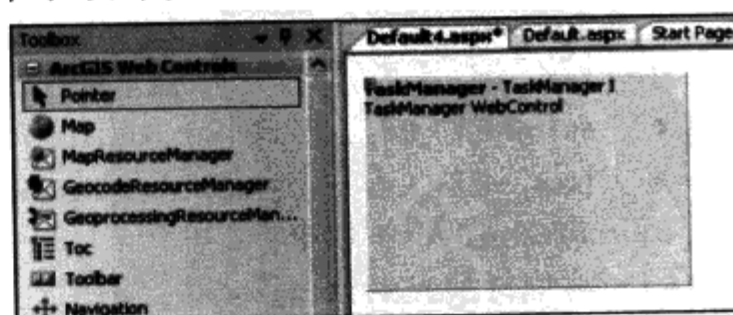 Toolbox
ArcGIS Web Controls
Pointer
Map
MapResourceManager
GeocodeResourceManager
GeoprocessingResourceMan...
Toc
Toolbar
Navigation
Default4.aspx* Default.aspx Start Page
TaskManager - TaskManager1
TaskManager WebControl